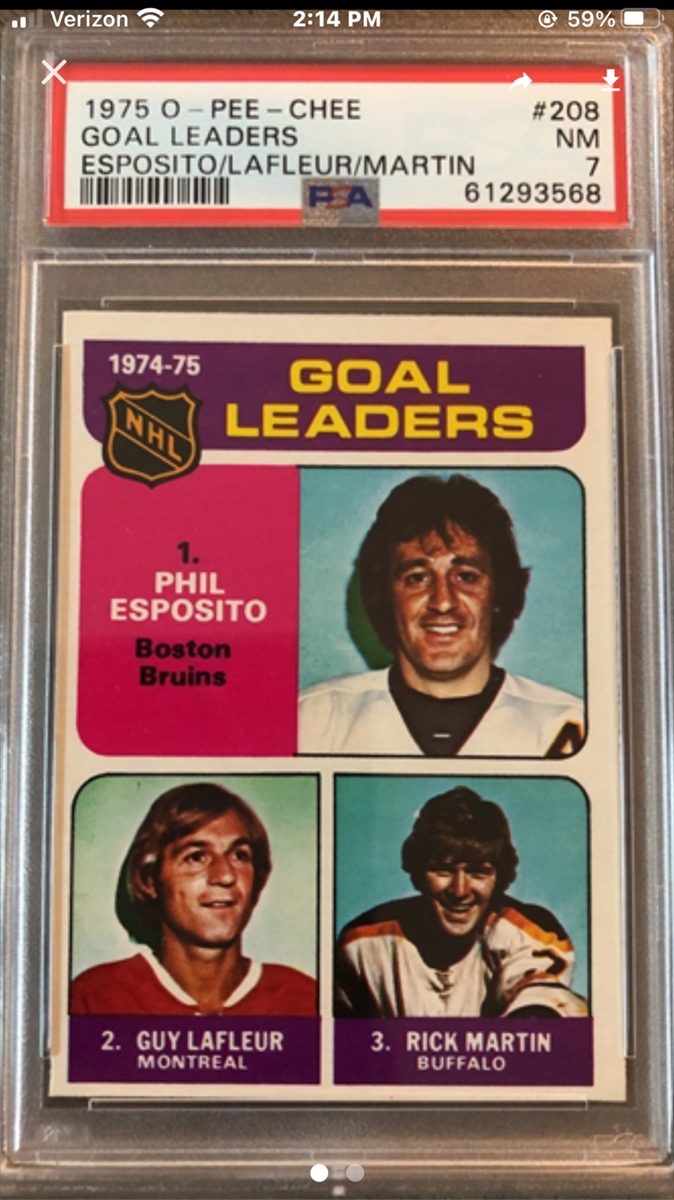 Verizon 2:14 PM 59%
1975 O-PEE-CHEE #208
GOAL LEADERS NM
ESPOSITO/LAFLEUR/MARTIN 7
PSA 61293568
1974-75
NHL
GOAL
LEADERS
1.
PHIL
ESPOSITO
Boston
Bruins
A
2. GUY LAFLEUR
MONTREAL
3. RICK MARTIN
BUFFALO